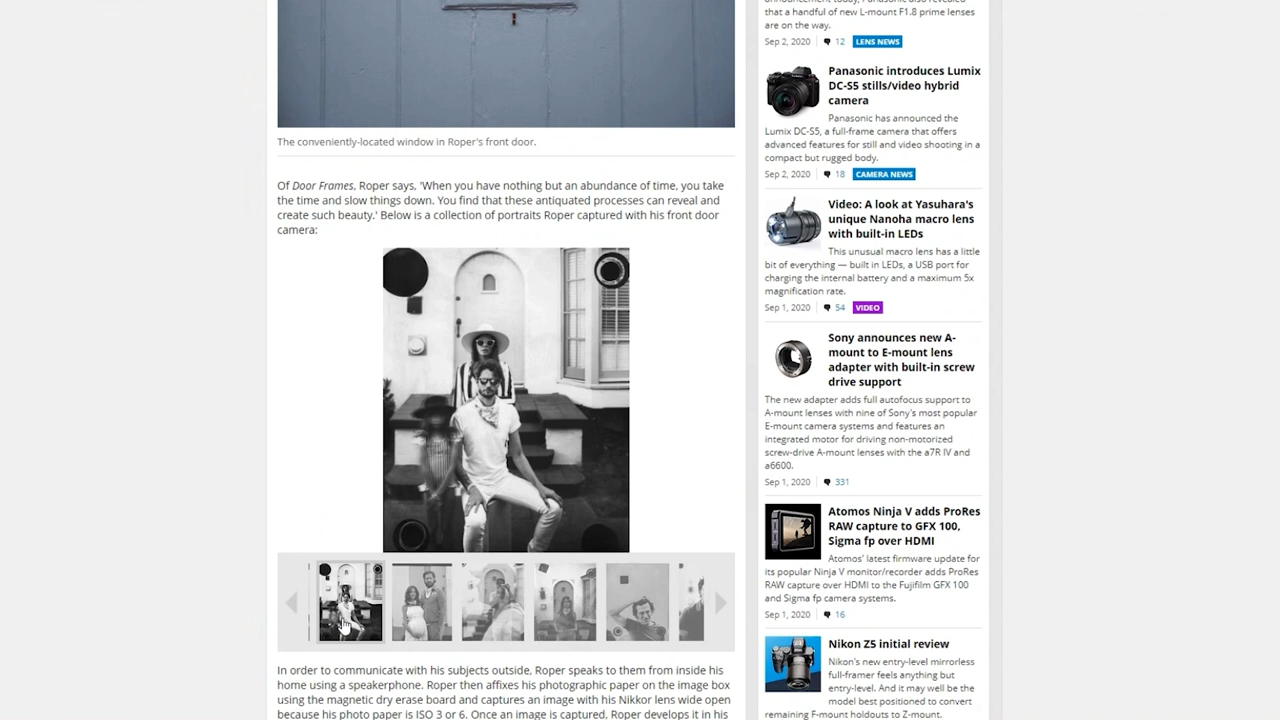 The conveniently-located window in Roper's front door.
Of Door Frames, Roper says, 'When you have nothing but an abundance of time, you take
the time and slow things down. You find that these antiquated processes can reveal and
create such beauty.' Below is a collection of portraits Roper captured with his front door
camera:
In order to communicate with his subjects outside, Roper speaks to them from inside his
home using a speakerphone. Roper then affixes his photographic paper on the image box
using the magnetic dry erase board and captures an image with his Nikkor lens wide open
because his photo paper is ISO 3 or 6. Once an image is captured, Roper develops it in his
announcement today, Panasonic also revealed
that a handful of new L-mount F1.8 prime lenses
are on the way.
Sep 2, 2020 12 LENS NEWS
Panasonic introduces Lumix
DC-S5 stills/video hybrid
camera
Panasonic has announced the
Lumix DC-S5, a full-frame camera that offers
advanced features for still and video shooting in a
compact but rugged body.
Sep 2, 2020 18 CAMERA NEWS
Video: A look at Yasuhara's
unique Nanoha macro lens
with built-in LEDs
This unusual macro lens has a little
bit of everything — built in LEDs, a USB port for
charging the internal battery and a maximum 5x
magnification rate.
Sep 1, 2020 54 VIDEO
Sony announces new A-
mount to E-mount lens
adapter with built-in screw
drive support
The new adapter adds full autofocus support to
A-mount lenses with nine of Sony's most popular
E-mount camera systems and features an
integrated motor for driving non-motorized
screw-drive A-mount lenses with the a7R IV and
a6600.
Sep 1, 2020 331
Atomos Ninja V adds ProRes
RAW capture to GFX 100,
Sigma fp over HDMI
Atomos' latest firmware update for
its popular Ninja V monitor/recorder adds ProRes
RAW capture over HDMI to the Fujifilm GFX 100
and Sigma fp camera systems.
Sep 1, 2020 16
Nikon Z5 initial review
Nikon's new entry-level mirrorless
full-framer feels anything but
entry-level. And it may well be the
model best positioned to convert
remaining F-mount holdouts to Z-mount.